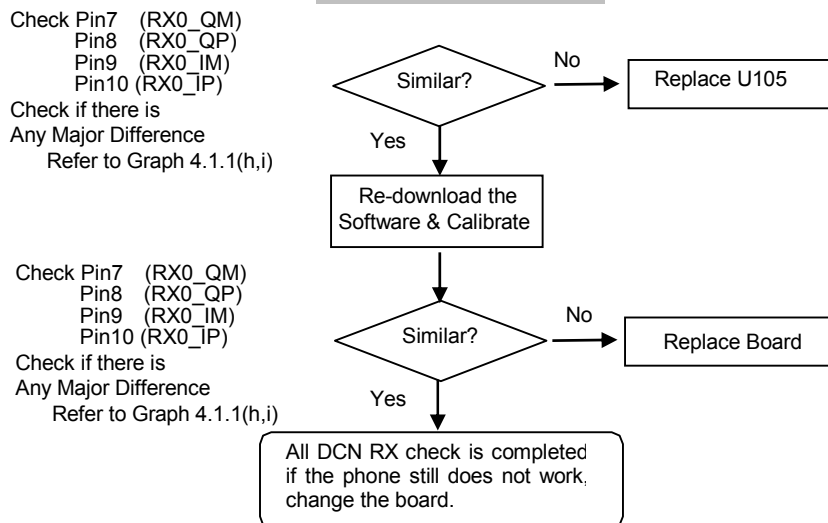 Check Pin7 (RX0_QM)
Pin8 (RX0_QP)
Pin9 (RX0_IM)
Pin10 (RX0_IP)
Check if there is
Any Major Difference
Refer to Graph 4.1.1(h,i)
Similar?
No
Replace U105
Yes
Re-download the
Software & Calibrate
Check Pin7 (RX0_QM)
Pin8 (RX0_QP)
Pin9 (RX0_IM)
Pin10 (RX0_IP)
Check if there is
Any Major Difference
Refer to Graph 4.1.1(h,i)
Similar?
No
Replace Board
Yes
All DCN RX check is completed
if the phone still does not work,
change the board.